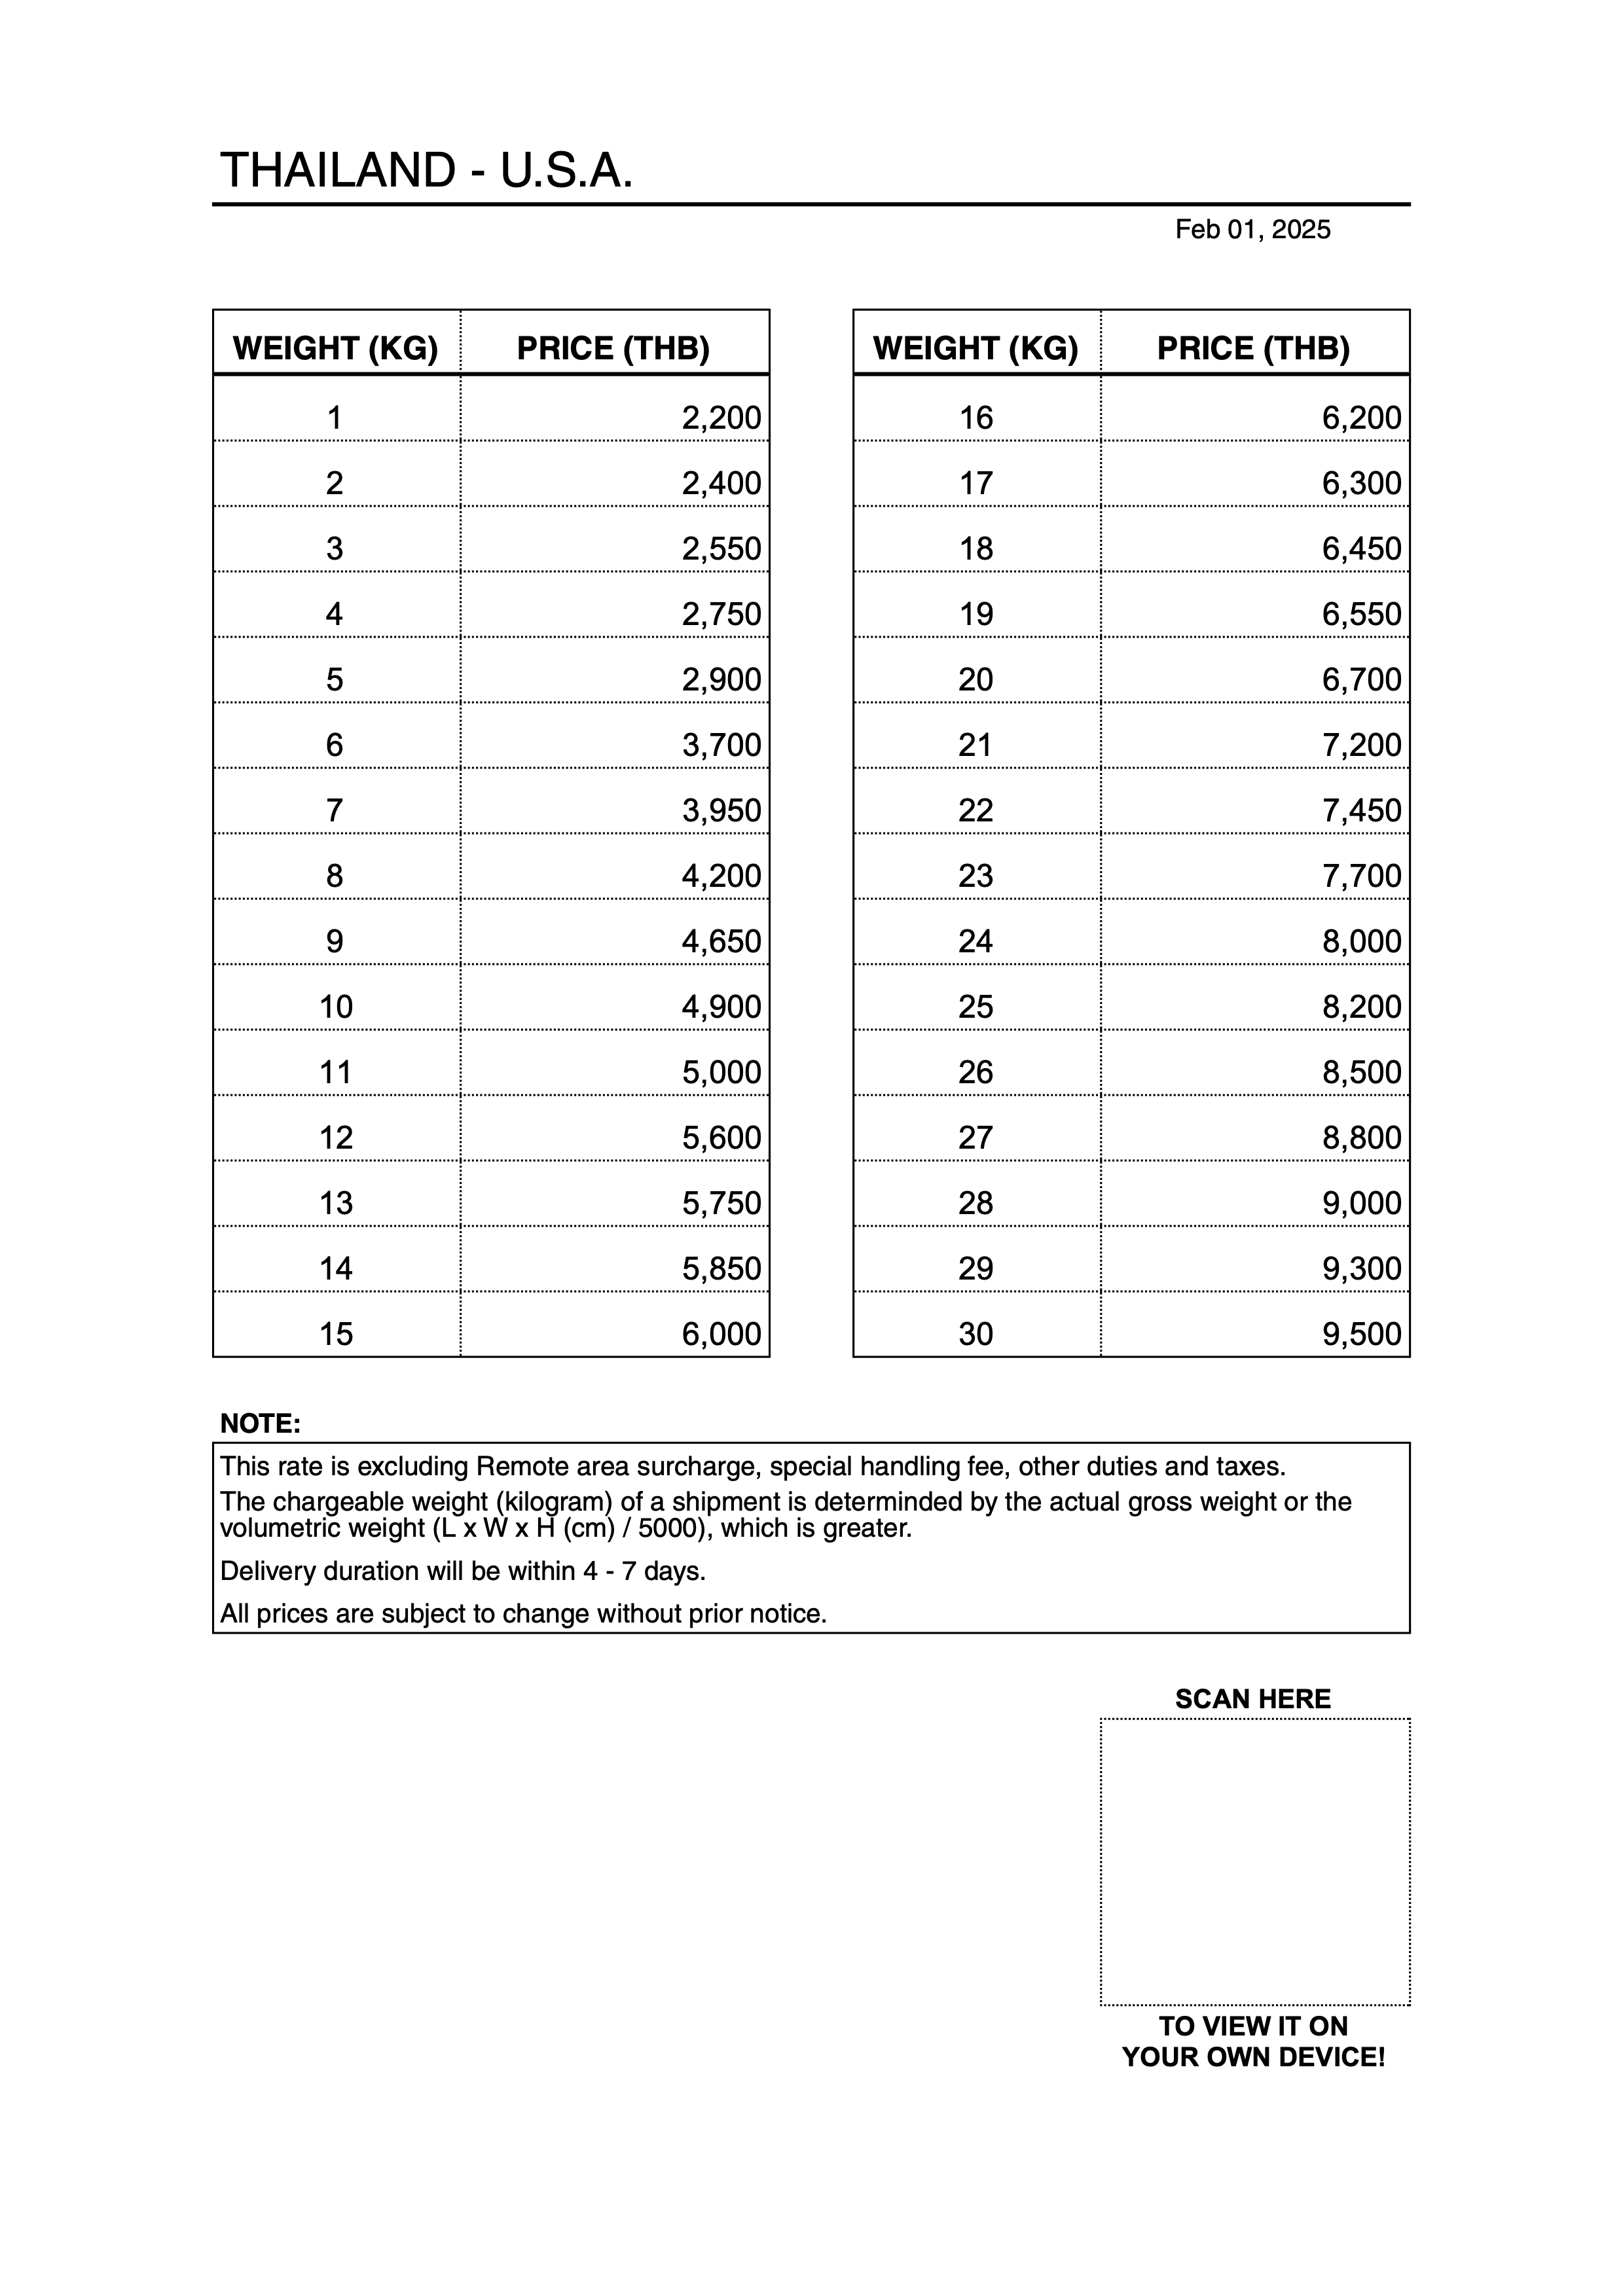 THAILAND - U.S.A.
Feb 01, 2025
WEIGHT (KG) PRICE (THB)
1 2,200
2 2,400
3 2,550
4 2,750
5 2,900
6 3,700
7 3,950
8 4,200
9 4,650
10 4,900
11 5,000
12 5,600
13 5,750
14 5,850
15 6,000
WEIGHT (KG) PRICE (THB)
16 6,200
17 6,300
18 6,450
19 6,550
20 6,700
21 7,200
22 7,450
23 7,700
24 8,000
25 8,200
26 8,500
27 8,800
28 9,000
29 9,300
30 9,500
NOTE:
This rate is excluding Remote area surcharge, special handling fee, other duties and taxes.
The chargeable weight (kilogram) of a shipment is determinded by the actual gross weight or the
volumetric weight (L x W x H (cm) / 5000), which is greater.
Delivery duration will be within 4 - 7 days.
All prices are subject to change without prior notice.
SCAN HERE
TO VIEW IT ON
YOUR OWN DEVICE!